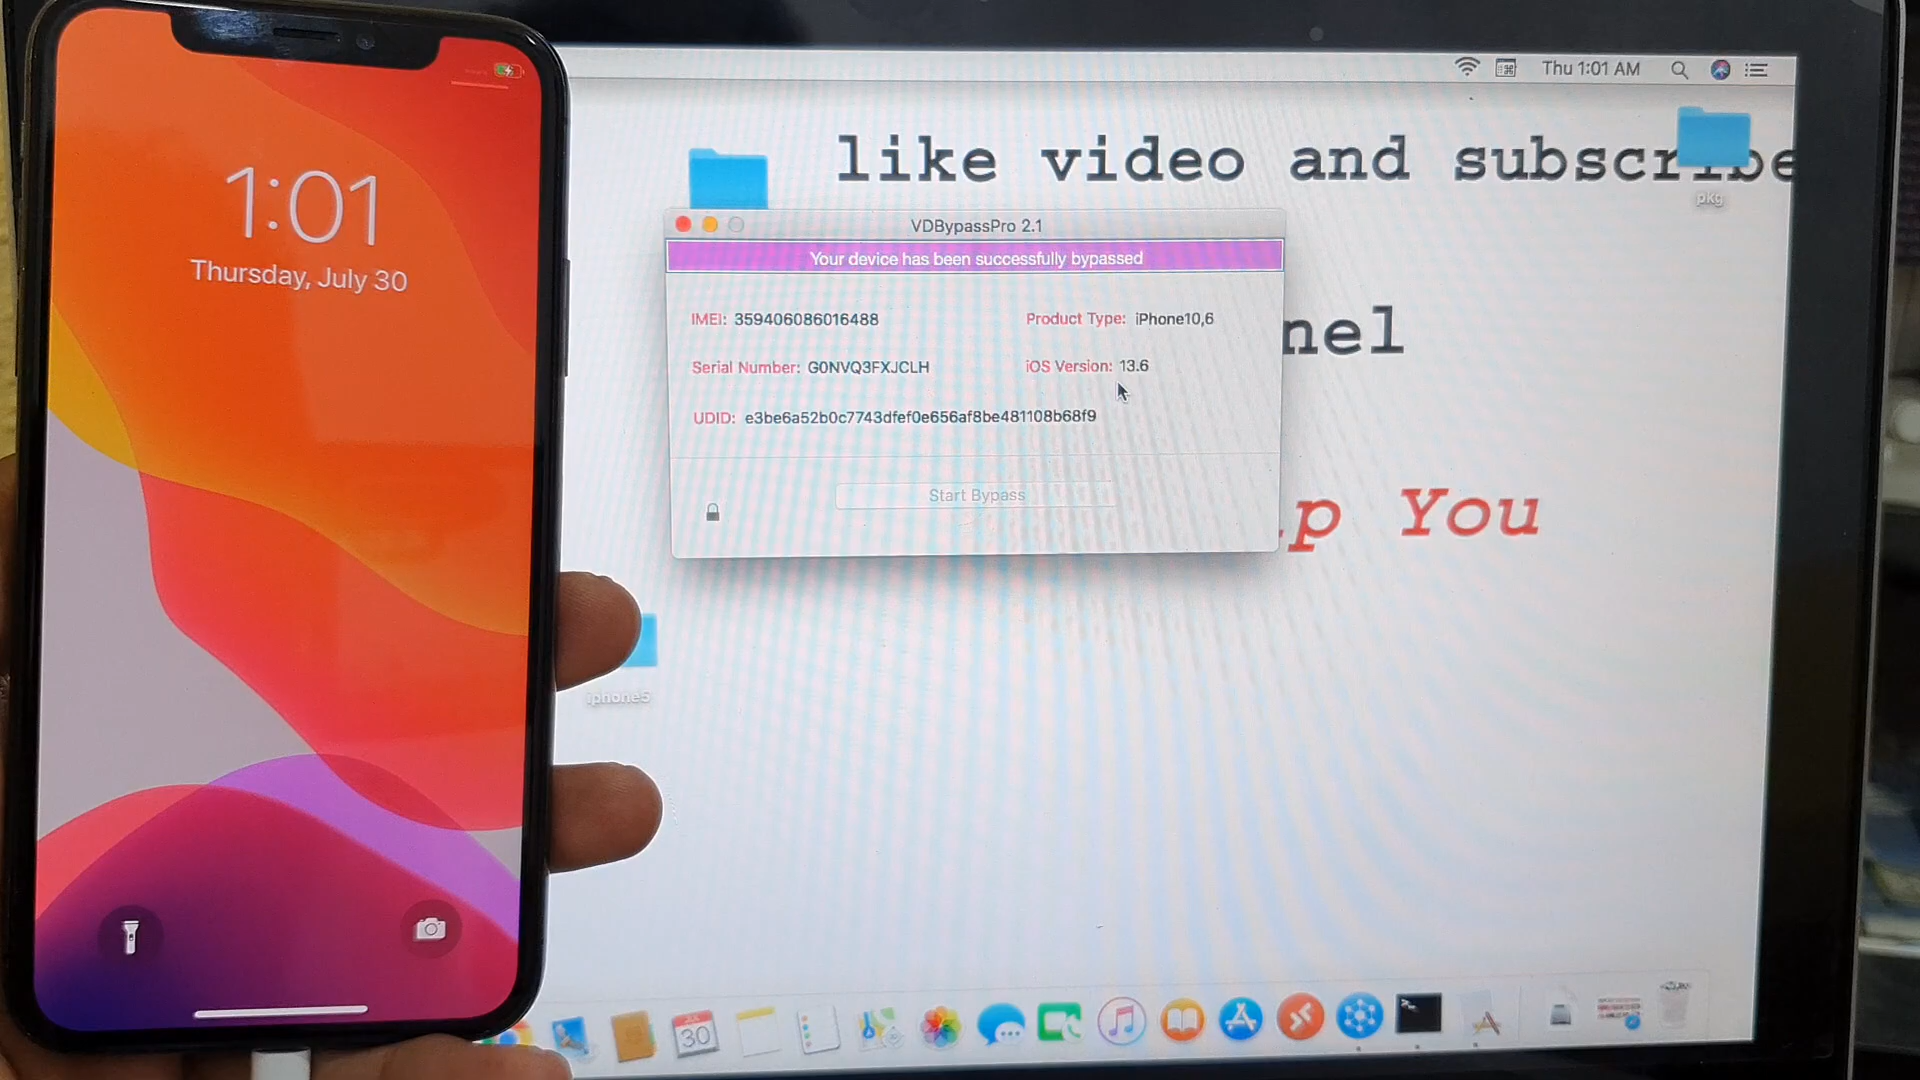 1:01
Thursday, July 30
Thu 1:01 AM
like video and subscribe
pkg
VDBypassPro 2.1
Your device has been successfully bypassed
IMEI: 359406086016488
Product Type: iPhone10,6
nel
Serial Number: G0NVQ3FXJCLH
iOS Version: 13.6
UDID: e3be6a52b0c7743dfef0e656af8be481108b68f9
Start Bypass
p You
iphone5
30